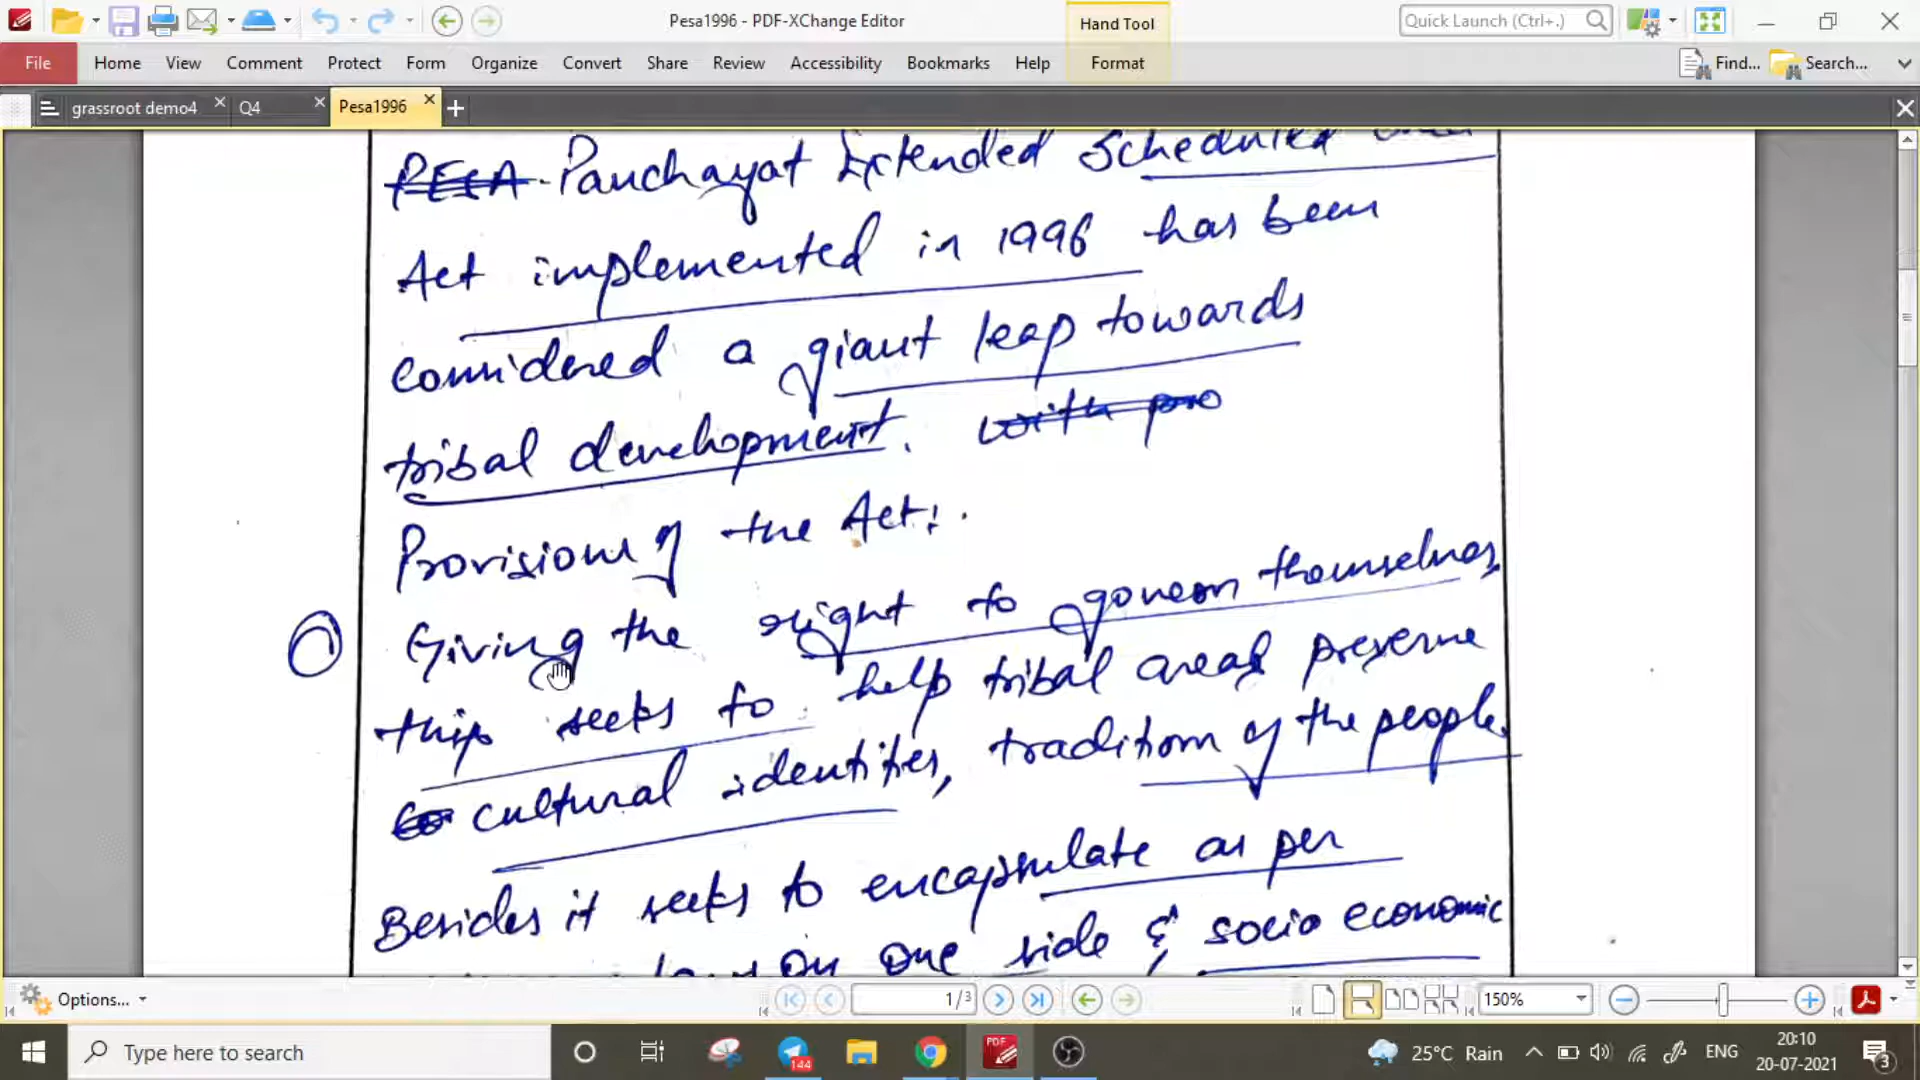 Pesa1996 - PDF-XChange Editor
Hand Tool
Quick Launch (Ctrl+.)
File Home View Comment Protect Form Organize Convert Share Review Accessibility Bookmarks Help Format Find... Search...
grassroot demo4 Q4 Pesa1996
PESA - Panchayat Extended Scheduled
Act implemented in 1996 has been
considered a giant leap towards
tribal development. with pro
Provisions of the Act:
Giving the right to govern themselves,
this seeks to help tribal areas preserve
cultural identities, traditions of the people.
Besides it seeks to encapsulate as per
on one side & socio economic
Options...
1/3
150%
Type here to search
144
PDF
25°C Rain
ENG
20:10
20-07-2021
3